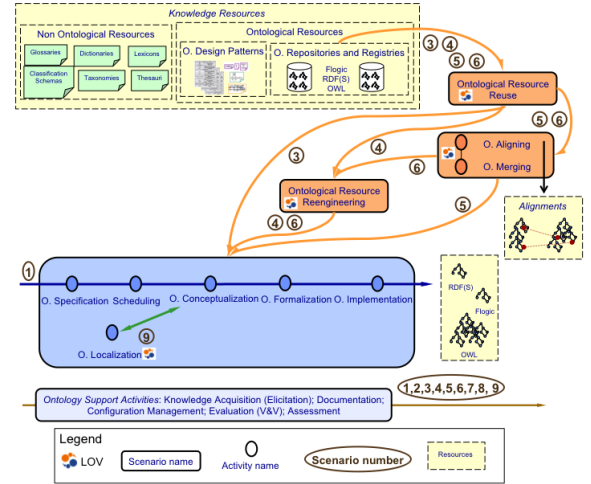 Knowledge Resources
Non Ontological Resources
Glossaries
Dictionaries
Lexicons
Classification
Schemas
Taxonomies
Thesauri
Ontological Resources
O. Design Patterns
O. Repositories and Registries
Flogic
RDF(S)
OWL
3 4
5 6
Ontological Resource
Reuse
5 6
3
4
6
O. Aligning
O. Merging
Ontological Resource
Reengineering
4 6
5
Alignments
1
O. Specification
Scheduling
O. Conceptualization
O. Formalization
O. Implementation
9
O. Localization
RDF(S)
Flogic
OWL
Ontology Support Activities: Knowledge Acquisition (Elicitation); Documentation;
Configuration Management; Evaluation (V&V); Assessment
1,2,3,4,5,6,7,8, 9
Legend
LOV
Scenario name
Activity name
Scenario number
Resources